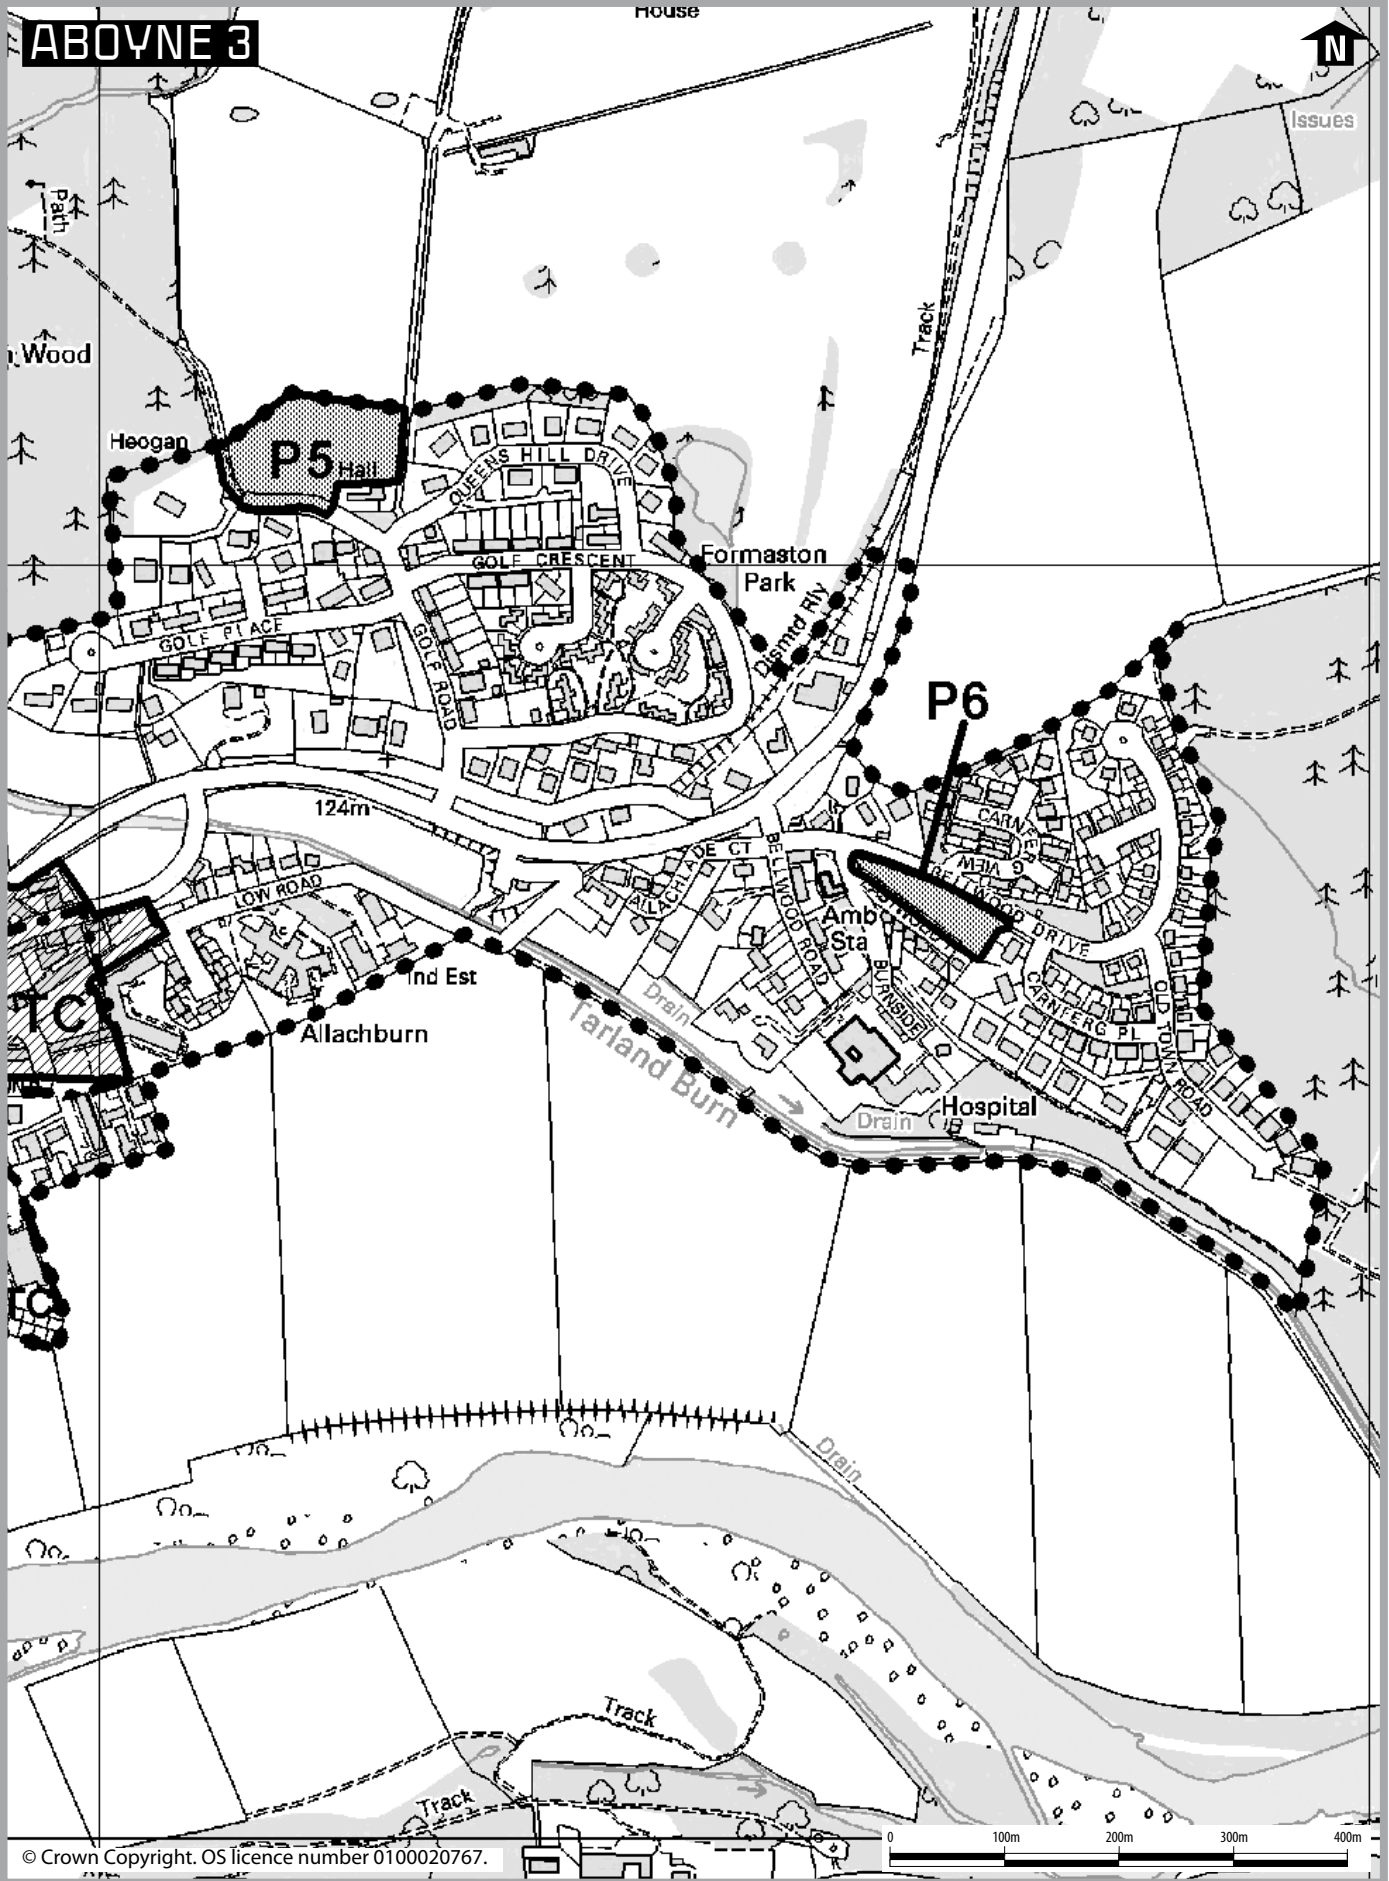 House
ABOYNE 3
N
Issues
Path
Track
Wood
Heogan
P5
Hall
QUEENS HILL DRIVE
GOLF CRESCENT
Formaston
Park
Dismtd Rly
GOLF PLACE
GOLF ROAD
P6
124m
CARNFERG
VIEW
DE CT
BELLWOOD ROAD
BELLWOOD DRIVE
LOW ROAD
Amb
Sta
BURNSIDE
Ind Est
CARNFERG PL
OLD TOWN ROAD
TC
Allachburn
Drain
Tarland Burn
Hospital
Drain
TC
Drain
Track
Track
© Crown Copyright. OS licence number 0100020767.
0 100m 200m 300m 400m